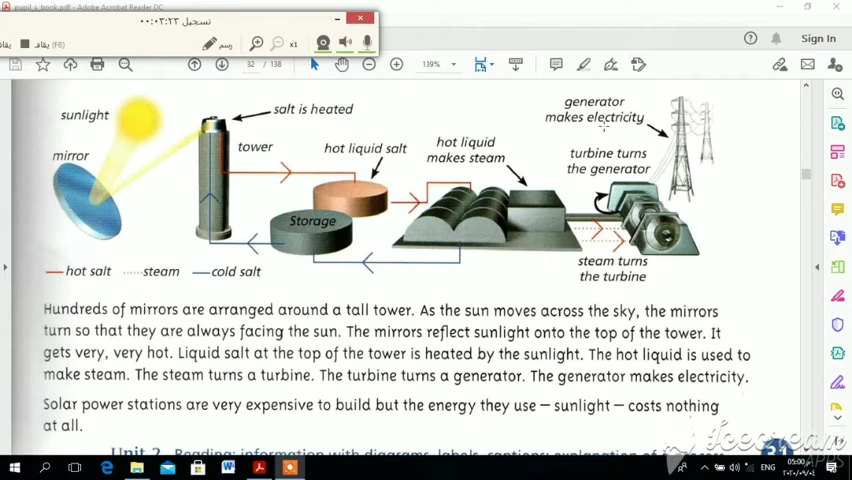 pupil_s_book.pdf - Adobe Acrobat Reader DC
تسجيل ٠٠:٠٣:٢٣
(F8) يقاف
رسم
x1
Sign In
32 / 138
139%
sunlight
mirror
salt is heated
tower
hot liquid salt
hot liquid
makes steam
generator
makes electricity
turbine turns
the generator
Storage
steam turns
the turbine
hot salt
steam
cold salt
Hundreds of mirrors are arranged around a tall tower. As the sun moves across the sky, the mirrors
turn so that they are always facing the sun. The mirrors reflect sunlight onto the top of the tower. It
gets very, very hot. Liquid salt at the top of the tower is heated by the sunlight. The hot liquid is used to
make steam. The steam turns a turbine. The turbine turns a generator. The generator makes electricity.
Solar power stations are very expensive to build but the energy they use – sunlight – costs nothing
at all.
Unit 2 Reading: information with diagrams, labels, captions; explanation of
31
Icecream
APPS
ENG